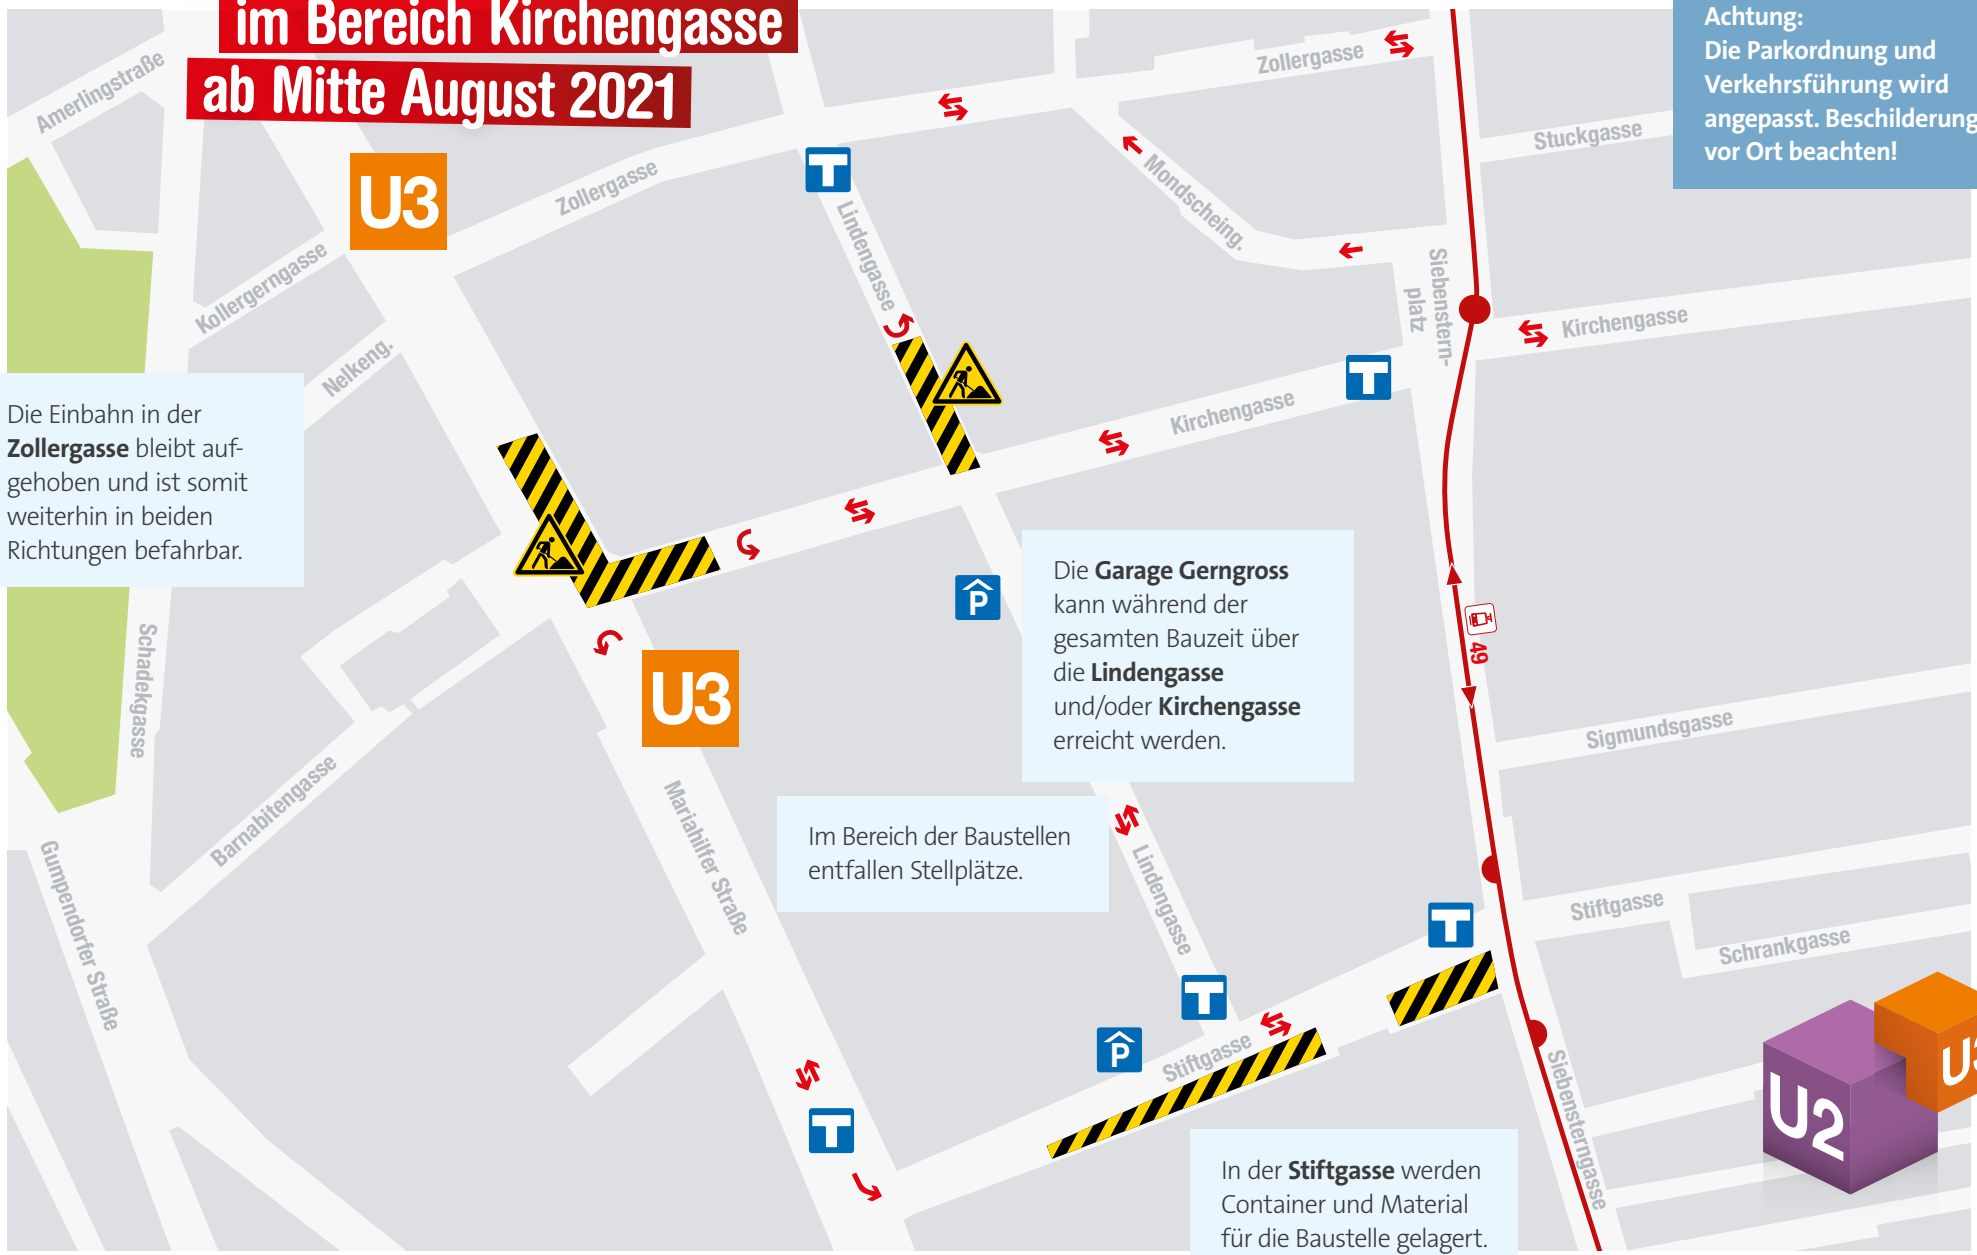 im Bereich Kirchengasse
ab Mitte August 2021
Achtung:
Die Parkordnung und
Verkehrsführung wird
angepasst. Beschilderung
vor Ort beachten!
Amerlingstraße
Zollergasse
Stuckgasse
U3
Zollergasse
T
Mondscheing.
Lindengasse
Kollergerngasse
Siebenstern-
platz
Kirchengasse
Nelkeng.
T
Kirchengasse
Die Einbahn in der
Zollergasse bleibt auf-
gehoben und ist somit
weiterhin in beiden
Richtungen befahrbar.
Die Garage Gerngross
kann während der
gesamten Bauzeit über
die Lindengasse
und/oder Kirchengasse
erreicht werden.
P
49
Schadekgasse
U3
Sigmundsgasse
Barnabitengasse
Mariahilfer Straße
Im Bereich der Baustellen
entfallen Stellplätze.
Lindengasse
Gumpendorfer Straße
Stiftgasse
T
Schrankgasse
T
P
Stiftgasse
T
Siebensterngasse
U3
U2
In der Stiftgasse werden
Container und Material
für die Baustelle gelagert.